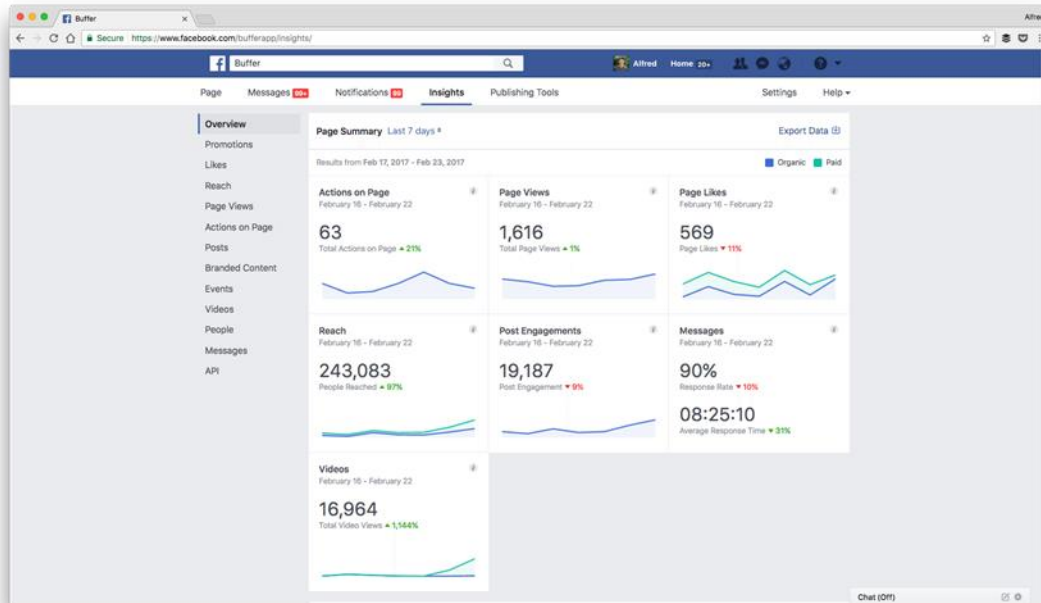 Buffer
Alfred
Secure https://www.facebook.com/bufferapp/insights/
Buffer
Alfred Home 20+
Page Messages 99+ Notifications Insights Publishing Tools Settings Help
Overview
Promotions
Likes
Reach
Page Views
Actions on Page
Posts
Branded Content
Events
Videos
People
Messages
API
Page Summary Last 7 days
Export Data
Results from Feb 17, 2017 - Feb 23, 2017
Organic Paid
Actions on Page
February 16 - February 22
63
Total Actions on Page ▲ 21%
Page Views
February 16 - February 22
1,616
Total Page Views ▲ 1%
Page Likes
February 16 - February 22
569
Page Likes ▼ 11%
Reach
February 16 - February 22
243,083
People Reached ▲ 97%
Post Engagements
February 16 - February 22
19,187
Post Engagement ▼ 9%
Messages
February 16 - February 22
90%
Response Rate ▼ 10%
08:25:10
Average Response Time ▼ 31%
Videos
February 16 - February 22
16,964
Total Video Views ▲ 1,144%
Chat (Off)